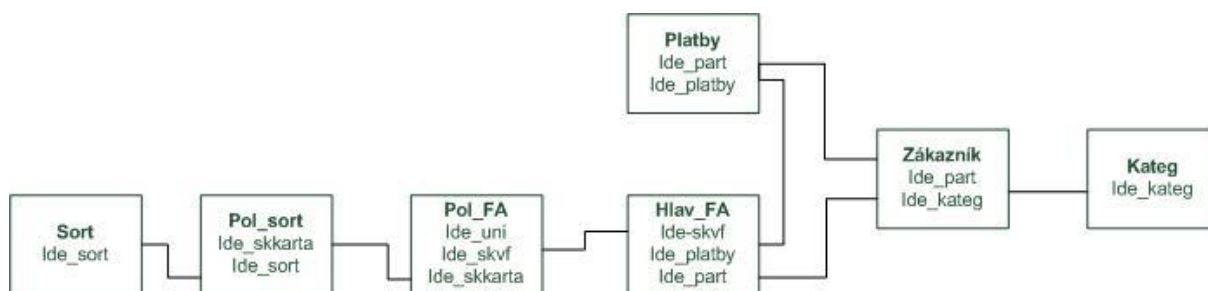 Platby
Ide_part
Ide_platby
Zákazník
Ide_part
Ide_kateg
Kateg
Ide_kateg
Sort
Ide_sort
Pol_sort
Ide_skkarta
Ide_sort
Pol_FA
Ide_uni
Ide_skvf
Ide_skkarta
Hlav_FA
Ide-skvf
Ide_platby
Ide_part